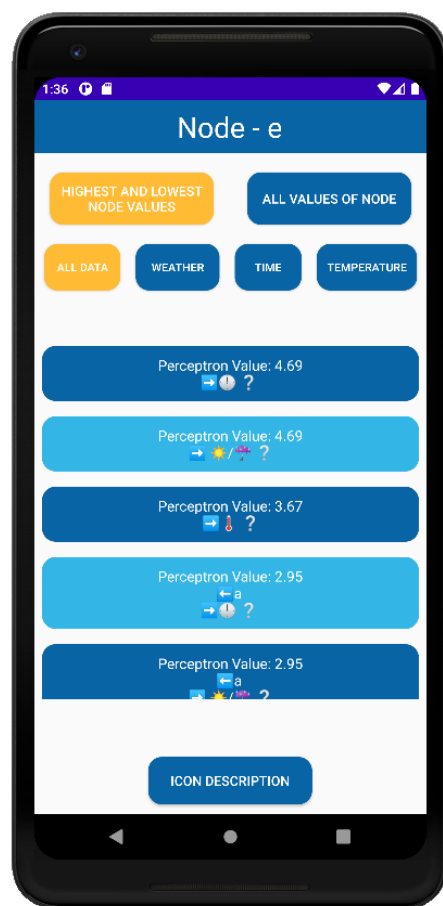 1:36
Node - e
HIGHEST AND LOWEST
NODE VALUES
ALL VALUES OF NODE
ALL DATA
WEATHER
TIME
TEMPERATURE
Perceptron Value: 4.69
➡️🕛❔
Perceptron Value: 4.69
➡️ ☀️/☔ ❔
Perceptron Value: 3.67
➡️🌡️❔
Perceptron Value: 2.95
⬅️a
➡️🕛❔
Perceptron Value: 2.95
⬅️a
➡️ ☀️/☔ ❔
ICON DESCRIPTION